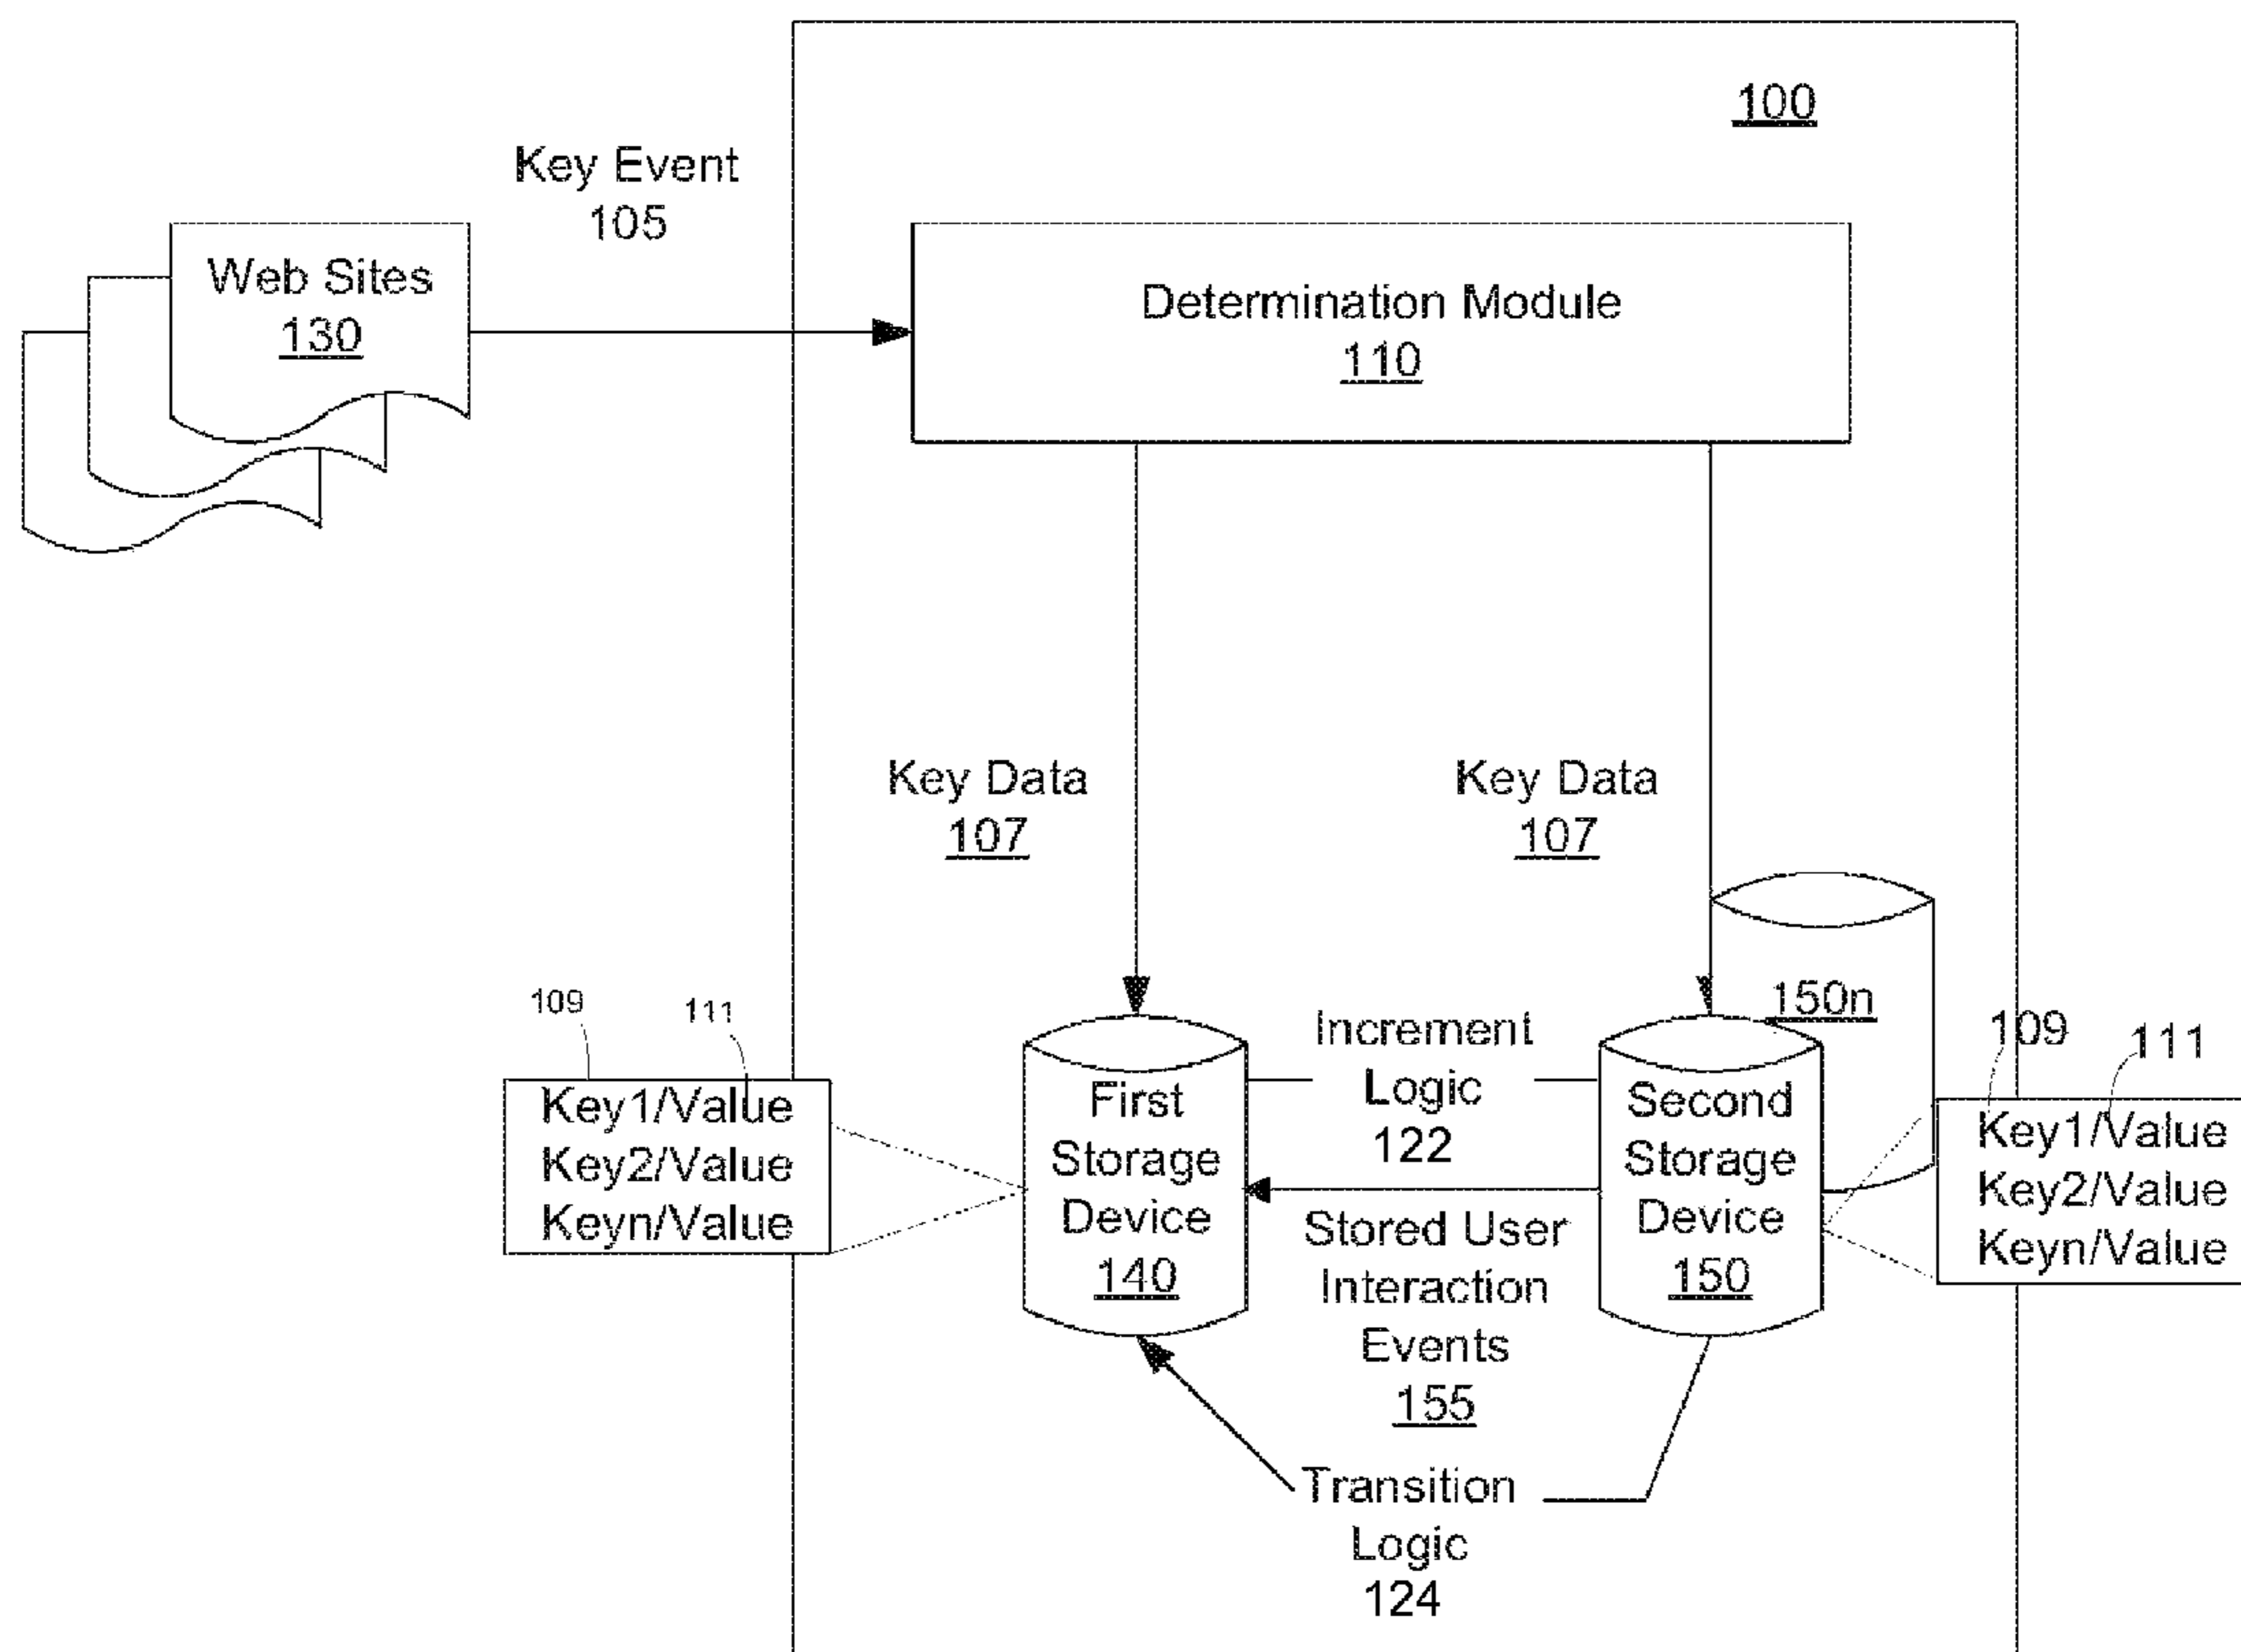 100
Key Event
105
Web Sites
130
Determination Module
110
Key Data
107
Key Data
107
109
111
Key1/Value
Key2/Value
Keyn/Value
First
Storage
Device
140
Increment
Logic
122
Stored User
Interaction
Events
155
Transition
Logic
124
150n
Second
Storage
Device
150
109
111
Key1/Value
Key2/Value
Keyn/Value